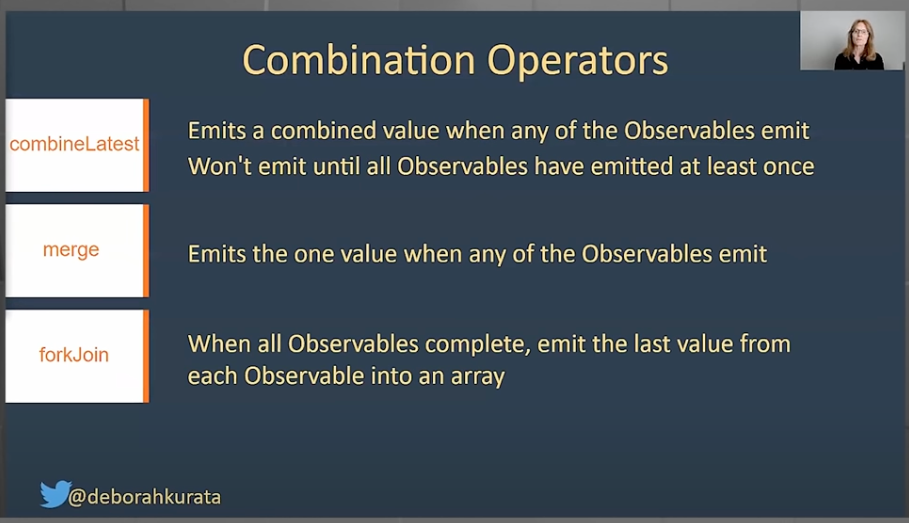 Combination Operators
combineLatest
Emits a combined value when any of the Observables emit
Won't emit until all Observables have emitted at least once
merge
Emits the one value when any of the Observables emit
forkJoin
When all Observables complete, emit the last value from
each Observable into an array
@deborahkurata